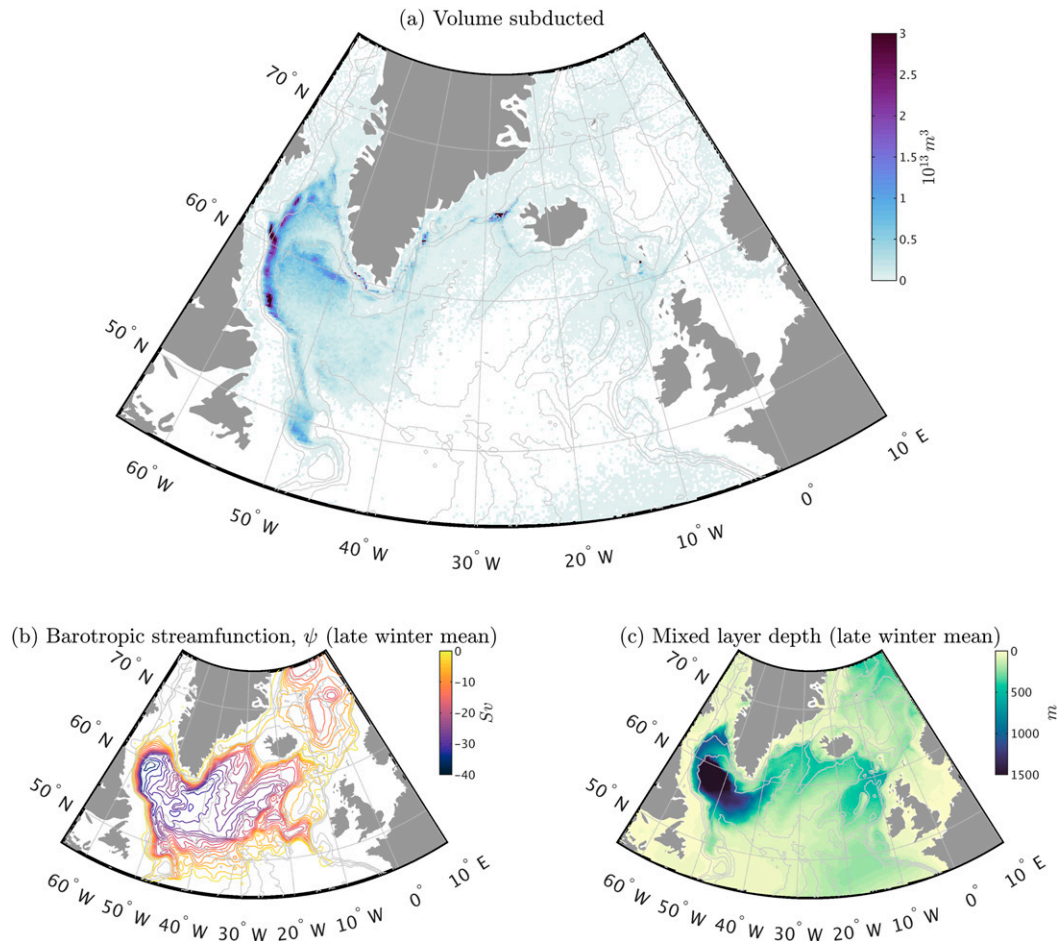 (a) Volume subducted
70° N
60° N
50° N
60° W
50° W
40° W
30° W
20° W
10° W
0°
10° E
3
2.5
2
1.5
1
0.5
0
10¹³ m³
(b) Barotropic streamfunction, ψ (late winter mean)
70° N
60° N
50° N
60° W
50° W
40° W
30° W
20° W
10° W
0°
10° E
0
−10
−20
−30
−40
Sv
(c) Mixed layer depth (late winter mean)
70° N
60° N
50° N
60° W
50° W
40° W
30° W
20° W
10° W
0°
10° E
0
500
1000
1500
m